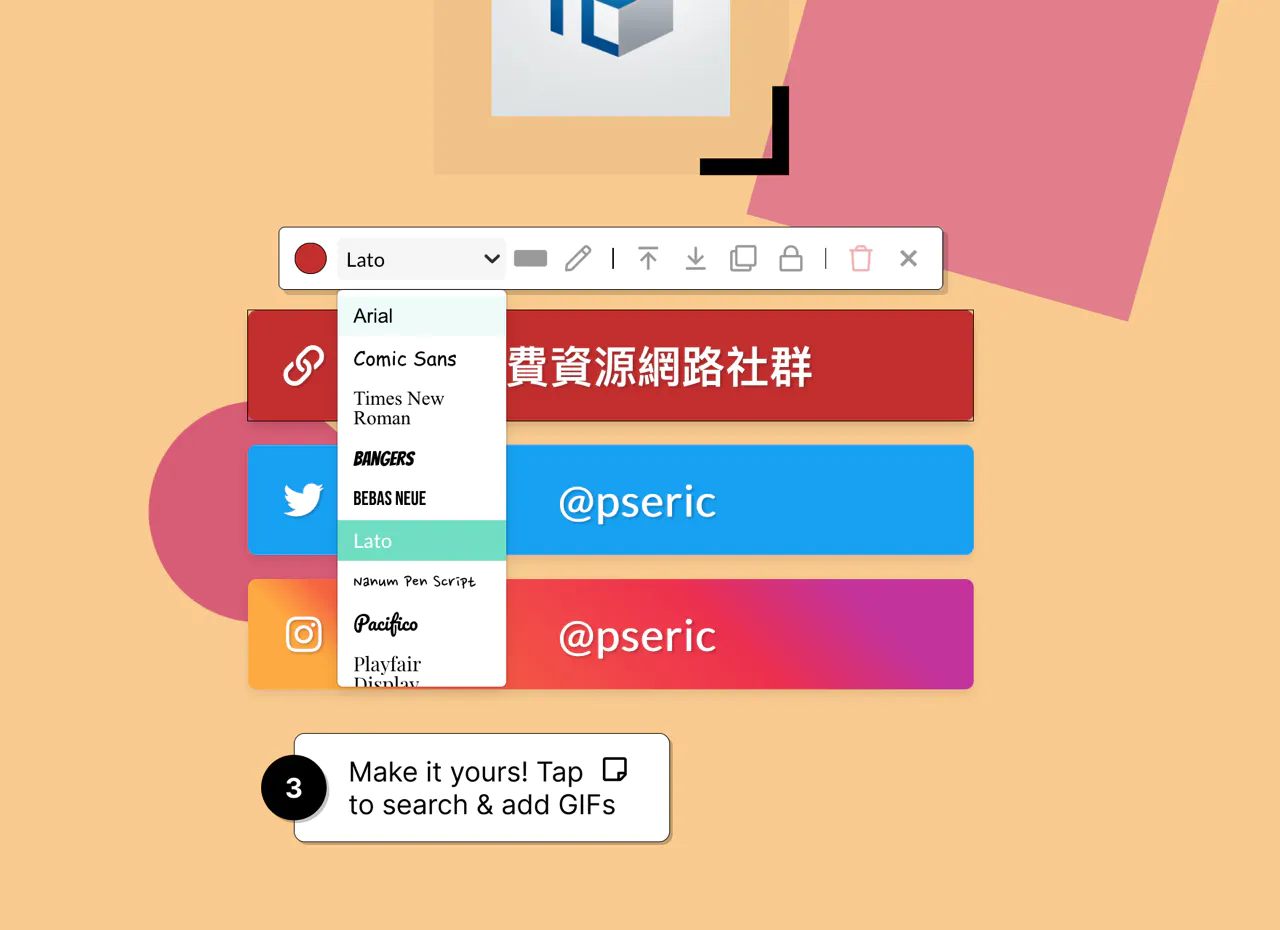 Lato
Arial
Comic Sans
Times New
Roman
BANGERS
BEBAS NEUE
Lato
Nanum Pen Script
Pacifico
Playfair
Display
費資源網路社群
@pseric
@pseric
3
Make it yours! Tap
to search & add GIFs